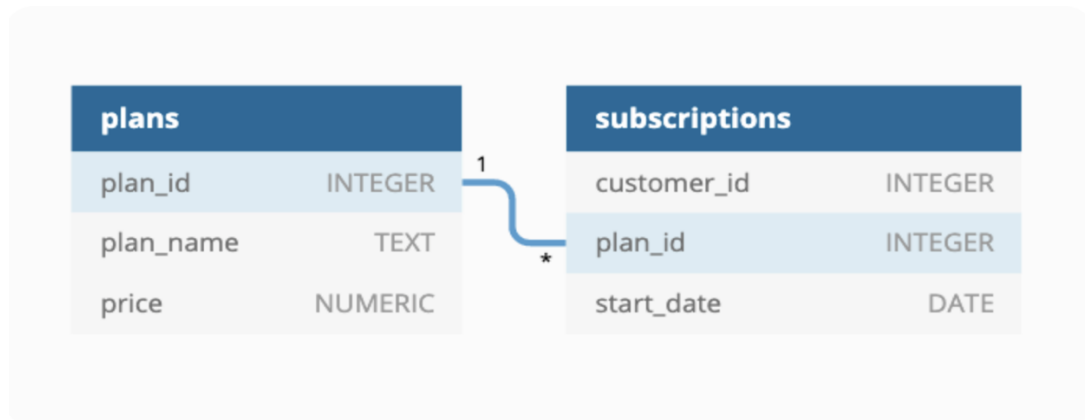 plans
plan_id INTEGER
plan_name TEXT
price NUMERIC
1
*
subscriptions
customer_id INTEGER
plan_id INTEGER
start_date DATE